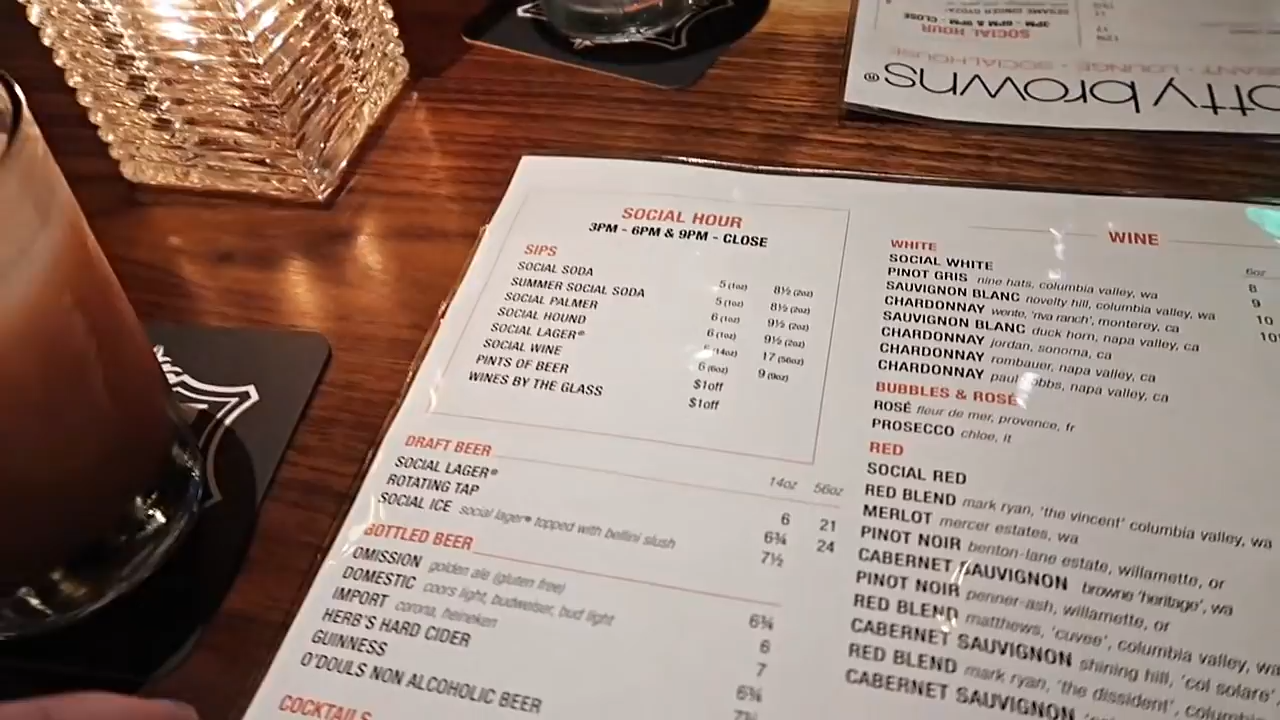 SOCIAL HOUR
3PM - 6PM & 9PM - CLOSE
SIPS
SOCIAL SODA 5 (1oz) 8½ (2oz)
SUMMER SOCIAL SODA 5 (1oz) 8½ (2oz)
SOCIAL PALMER 6 (1oz) 9½ (2oz)
SOCIAL HOUND 6 (1oz) 9½ (2oz)
SOCIAL LAGER® (14oz) 17 (56oz)
SOCIAL WINE 6 (6oz) 9 (9oz)
PINTS OF BEER $1off
WINES BY THE GLASS $1off
DRAFT BEER 14oz 56oz
SOCIAL LAGER® 6 21
ROTATING TAP 6¾ 24
SOCIAL ICE social lager® topped with bellini slush 7½
BOTTLED BEER
OMISSION golden ale (gluten free) 6¾
DOMESTIC coors light, budweiser, bud light 6
IMPORT corona, heineken 7
HERB'S HARD CIDER 6¾
GUINNESS
O'DOULS NON ALCOHOLIC BEER
COCKTAILS
WINE
WHITE 6oz
SOCIAL WHITE 8
PINOT GRIS nine hats, columbia valley, wa 9
SAUVIGNON BLANC novelty hill, columbia valley, wa 10
CHARDONNAY wente, 'riva ranch', monterey, ca
SAUVIGNON BLANC duck horn, napa valley, ca
CHARDONNAY jordan, sonoma, ca
CHARDONNAY rombauer, napa valley, ca
CHARDONNAY napa valley, ca
BUBBLES & ROSÉ
ROSÉ fleur de mer, provence, fr
PROSECCO chloe, it
RED
SOCIAL RED
RED BLEND mark ryan, 'the vincent' columbia valley, wa
MERLOT mercer estates, wa
PINOT NOIR benton-lane estate, willamette, or
CABERNET SAUVIGNON browne 'heritage', wa
PINOT NOIR penner-ash, willamette, or
RED BLEND matthews, 'cuvee', columbia valley, wa
CABERNET SAUVIGNON shining hill, 'col solare'
RED BLEND mark ryan, 'the dissident',
CABERNET SAUVIGNON
otty browns®
LOUNGE • SOCIALHOUSE
SOCIAL HOUR
3PM - 6PM & 9PM - CLOSE
SESAME GINGER GYOZA